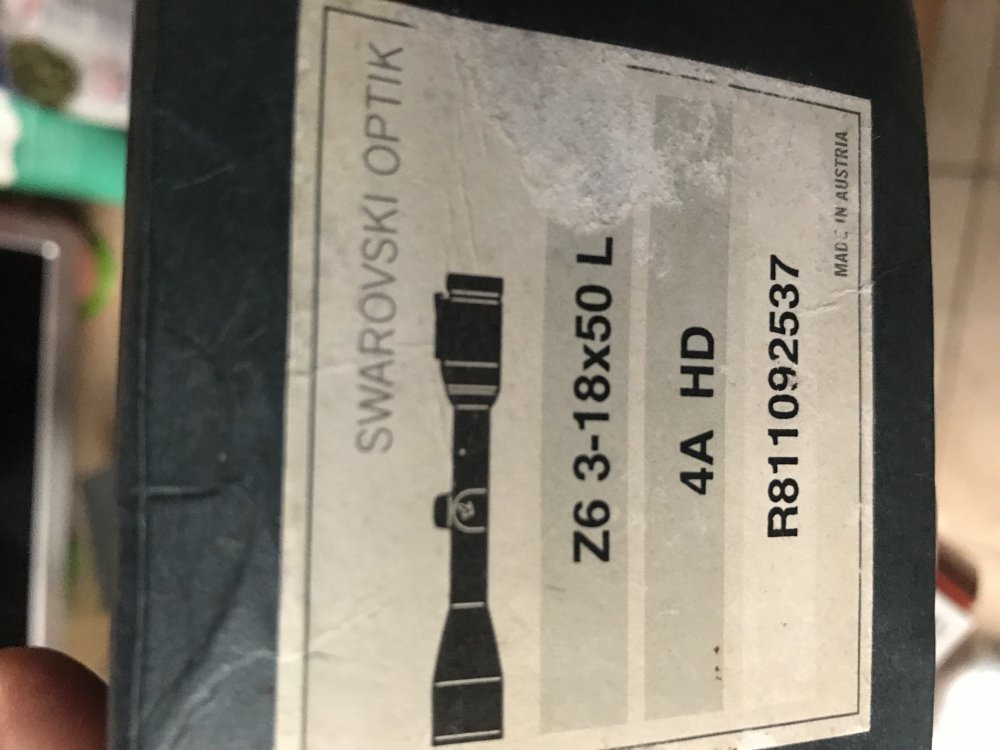 SWAROVSKI OPTIK
Z6 3-18x50 L
4A HD
R811092537
MADE IN AUSTRIA